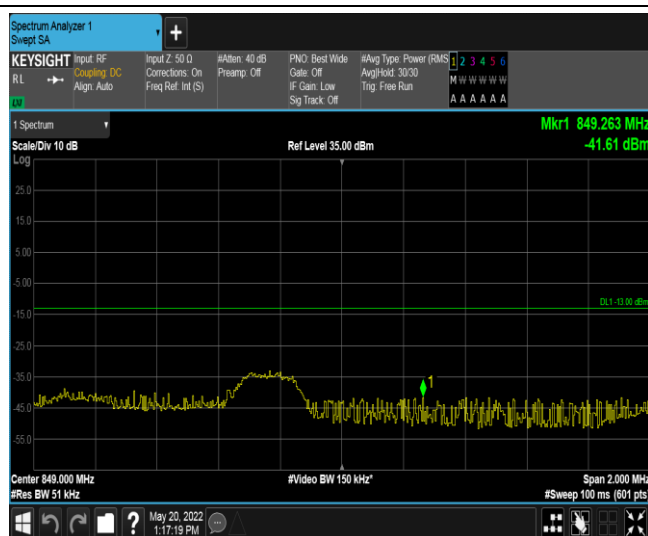 Spectrum Analyzer 1
Swept SA
+
KEYSIGHT
RL
LM
Input: RF
Coupling: DC
Align: Auto
Input Z: 50 Ω
Corrections: On
Freq Ref: Int (S)
#Atten: 40 dB
Preamp: Off
PNO: Best Wide
Gate: Off
IF Gain: Low
Sig Track: Off
#Avg Type: Power (RMS
Avg|Hold: 30/30
Trig: Free Run
1 2 3 4 5 6
M W W W W W
A A A A A A
1 Spectrum
Mkr1 849.263 MHz
Scale/Div 10 dB
Ref Level 35.00 dBm
-41.61 dBm
Log
25.0
15.0
5.00
-5.00
DL1 -13.00 dBm
-15.0
-25.0
-35.0
1
-45.0
-55.0
Center 849.000 MHz
#Video BW 150 kHz*
Span 2.000 MHz
#Res BW 51 kHz
#Sweep 100 ms (601 pts)
?
May 20, 2022
1:17:19 PM